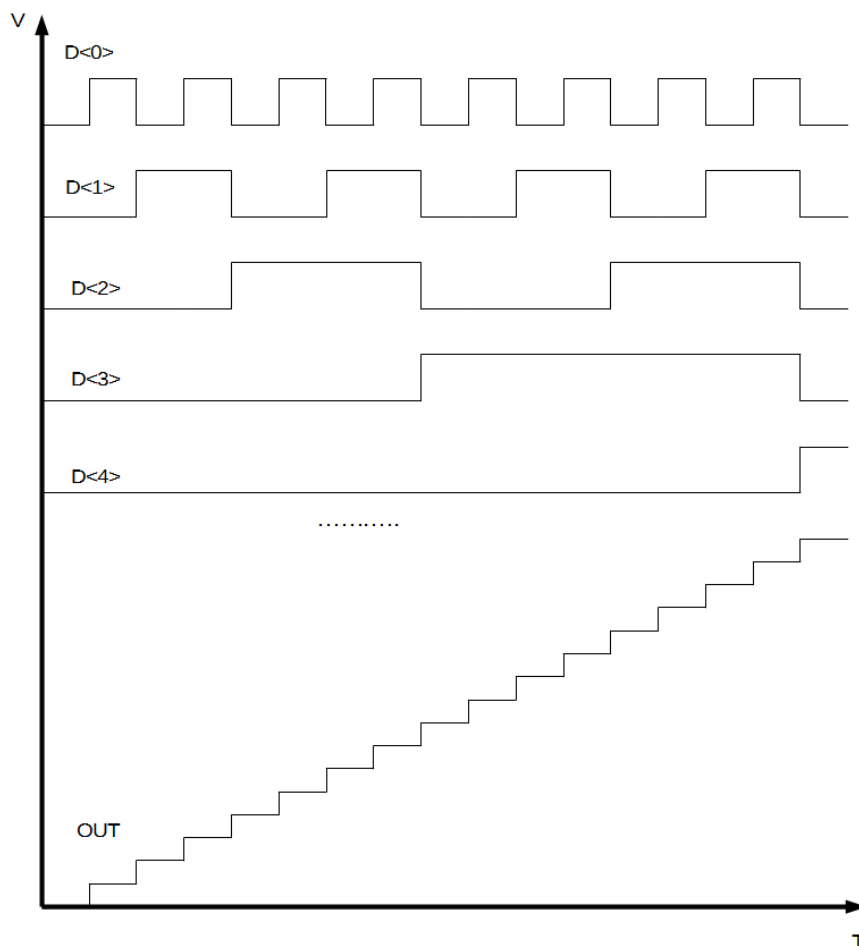 V
D<0>
D<1>
D<2>
D<3>
D<4>
...........
OUT
T